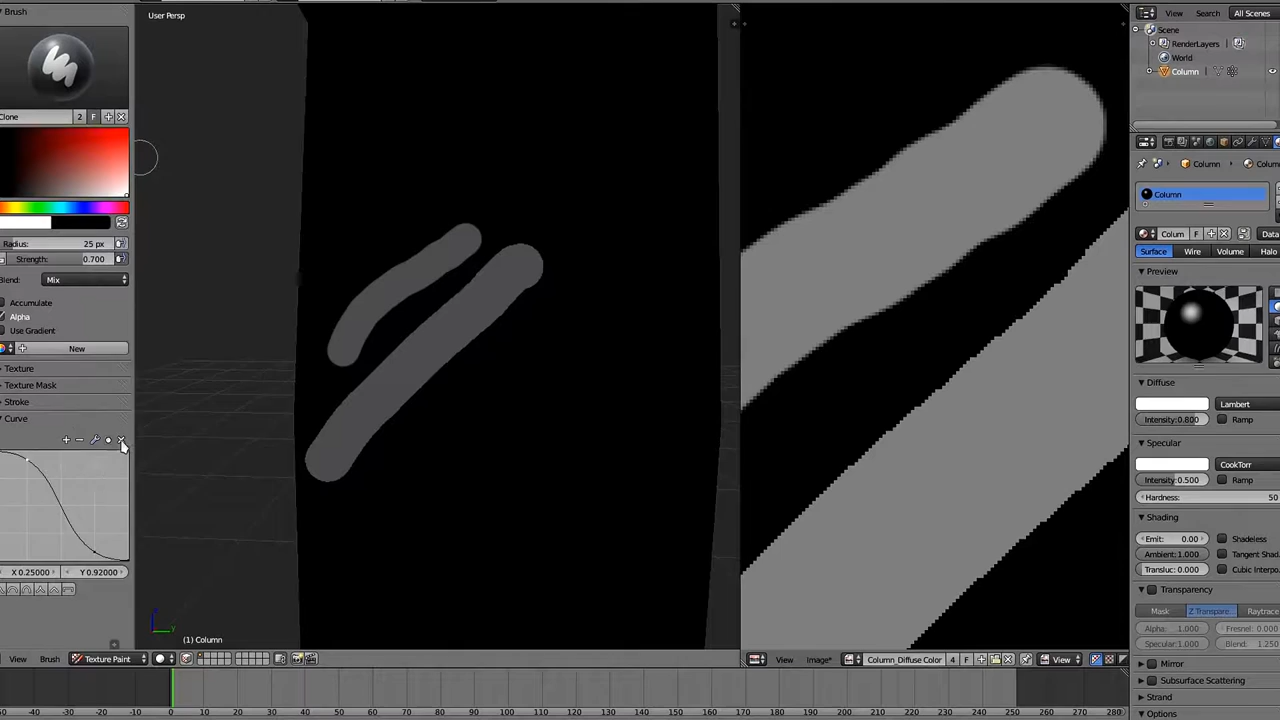 Brush
User Persp
View Search All Scenes
Scene
RenderLayers
World
Column
Clone 2 F
Column
Column
Colum F Data
Radius: 25 px
Surface Wire Volume Halo
Strength: 0.700
Preview
Blend: Mix
Accumulate
Alpha
Use Gradient
New
Texture
Texture Mask
Diffuse
Stroke
Lambert
Curve
Intensity:0.800 Ramp
Specular
CookTorr
Intensity:0.500 Ramp
Hardness: 50
Shading
Emit: 0.00 Shadeless
Ambient: 1.000 Tangent Shad
X 0.25000 Y 0.92000
Transluc: 0.000 Cubic Interpo
Transparency
Mask Z Transpare Raytrace
Alpha: 1.000 Fresnel: 0.000
(1) Column
Specular: 1.000 Blend: 1.250
View Brush Texture Paint
View Image* Column_Diffuse Color 4 F View
Mirror
Subsurface Scattering
Strand
Options
-50 -40 -30 -20 -10 0 10 20 30 40 50 60 70 80 90 100 110 120 130 140 150 160 170 180 190 200 210 220 230 240 250 260 270 280